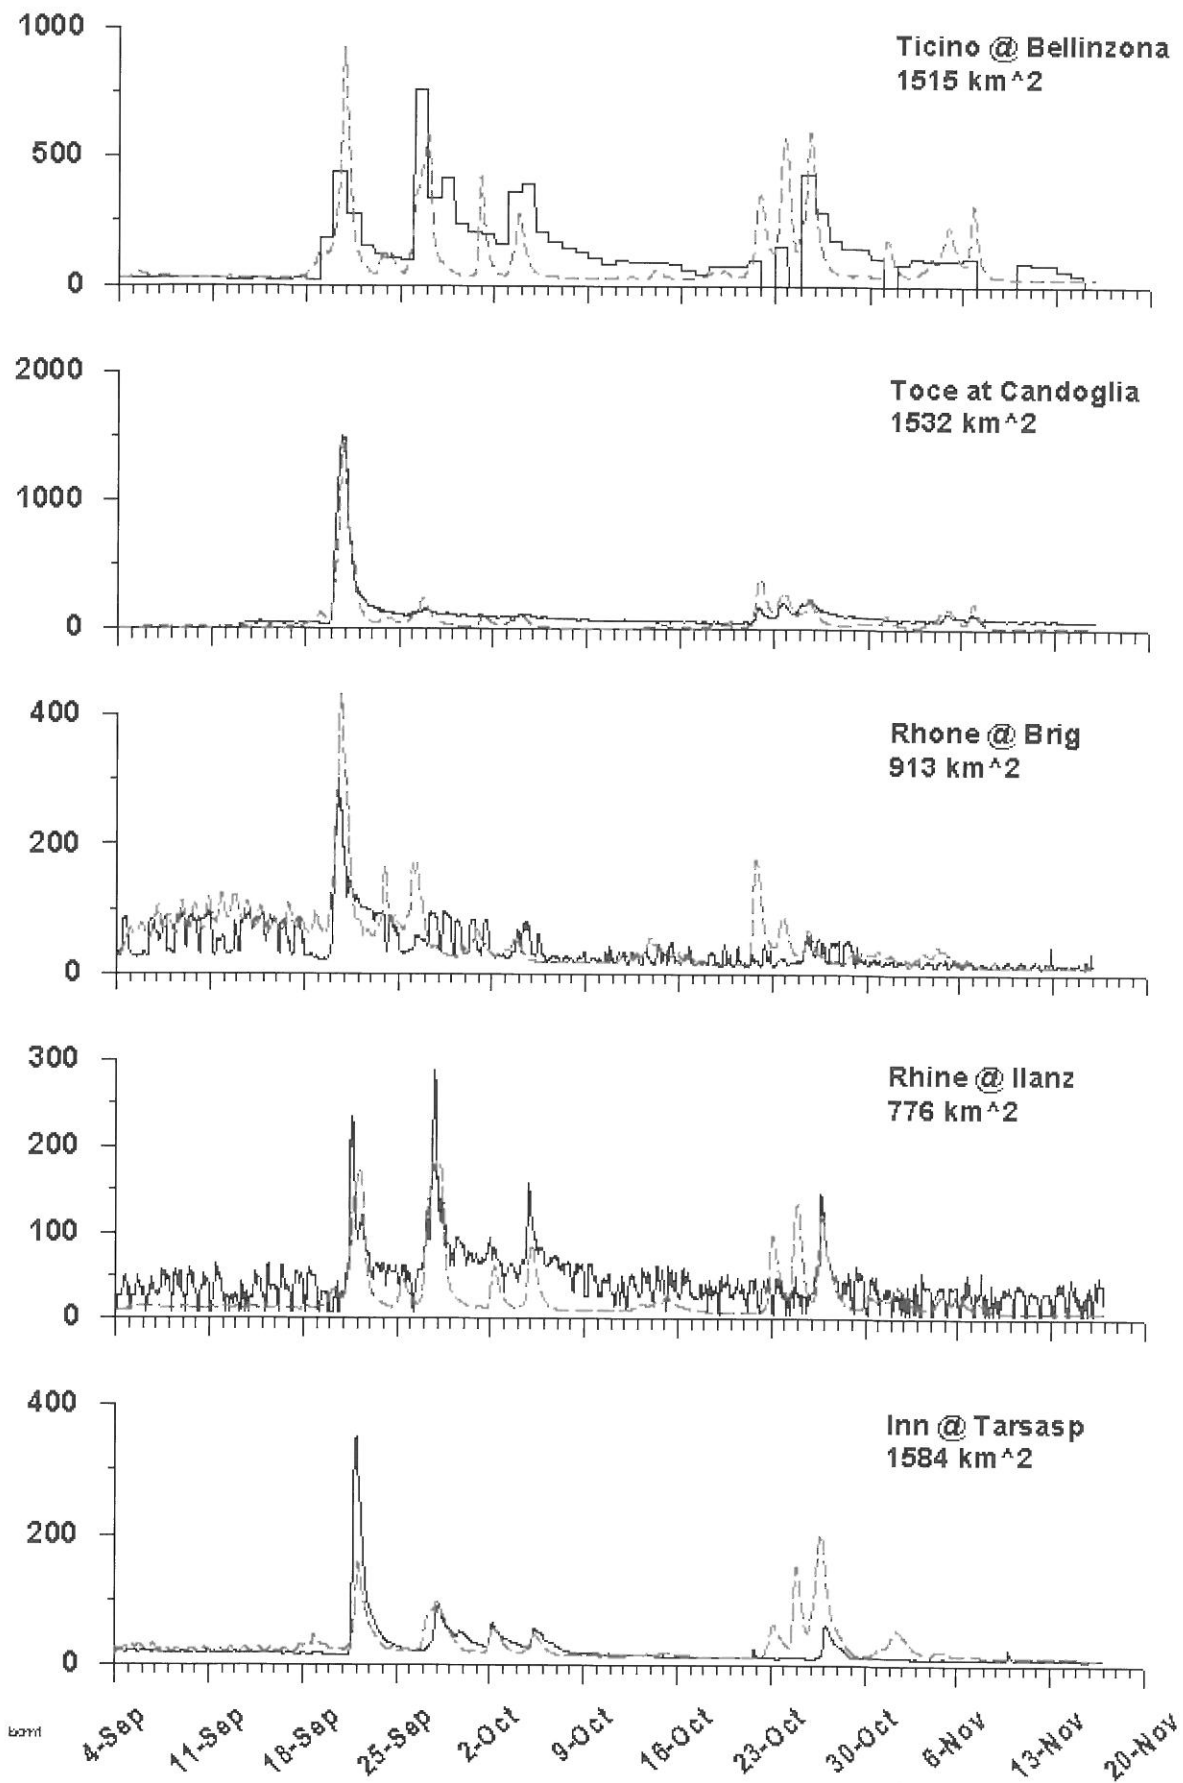 1000
Ticino @ Bellinzona
1515 km^2
500
0
2000
Toce at Candoglia
1532 km^2
1000
0
400
Rhone @ Brig
913 km^2
200
0
300
Rhine @ Ilanz
776 km^2
200
100
0
400
Inn @ Tarsasp
1584 km^2
200
0
4-Sep
11-Sep
18-Sep
25-Sep
2-Oct
9-Oct
16-Oct
23-Oct
30-Oct
6-Nov
13-Nov
20-Nov